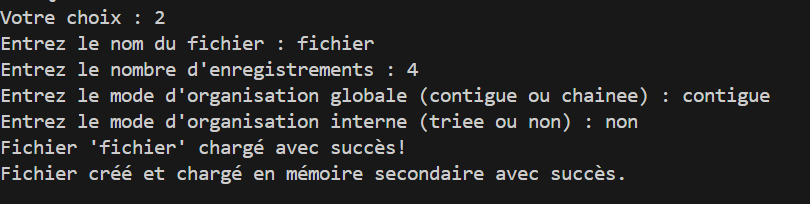 Votre choix : 2
Entrez le nom du fichier : fichier
Entrez le nombre d'enregistrements : 4
Entrez le mode d'organisation globale (contigue ou chainee) : contigue
Entrez le mode d'organisation interne (triee ou non) : non
Fichier 'fichier' chargé avec succès!
Fichier créé et chargé en mémoire secondaire avec succès.